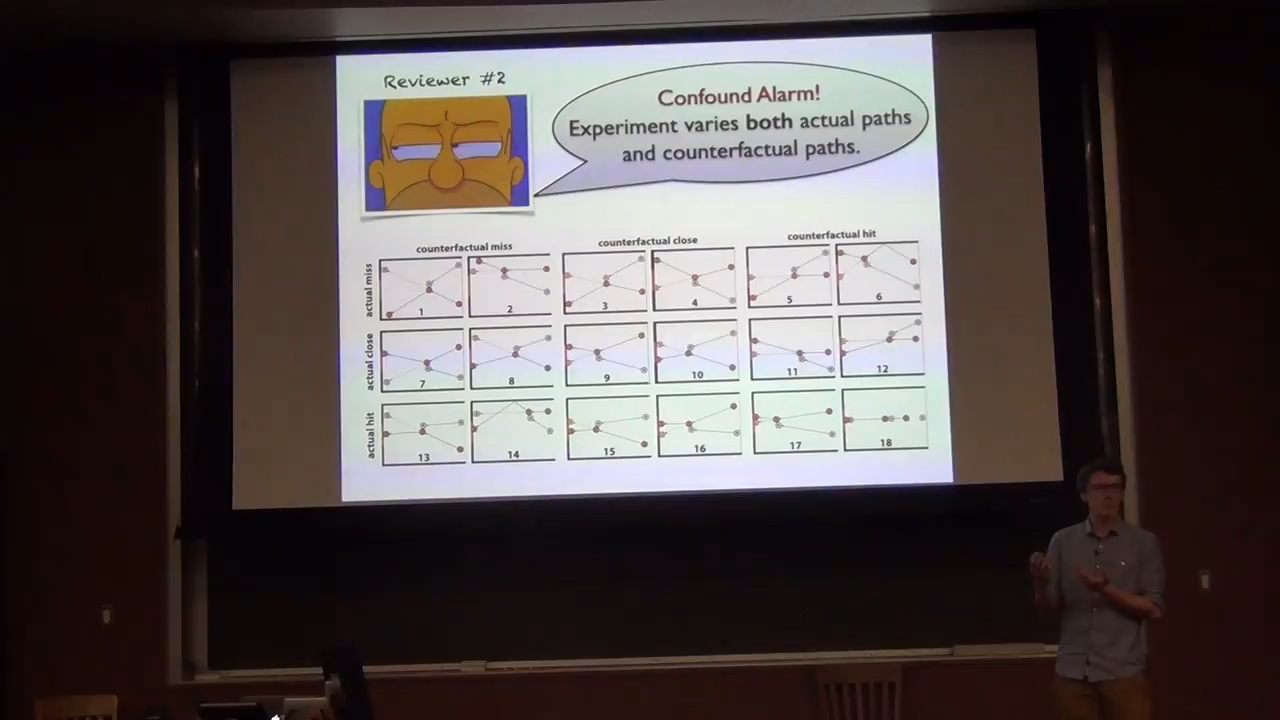 Reviewer #2
Confound Alarm!
Experiment varies both actual paths
and counterfactual paths.
counterfactual miss
counterfactual close
counterfactual hit
actual miss
1
2
3
4
5
6
actual close
7
8
9
10
11
12
actual hit
13
14
15
16
17
18